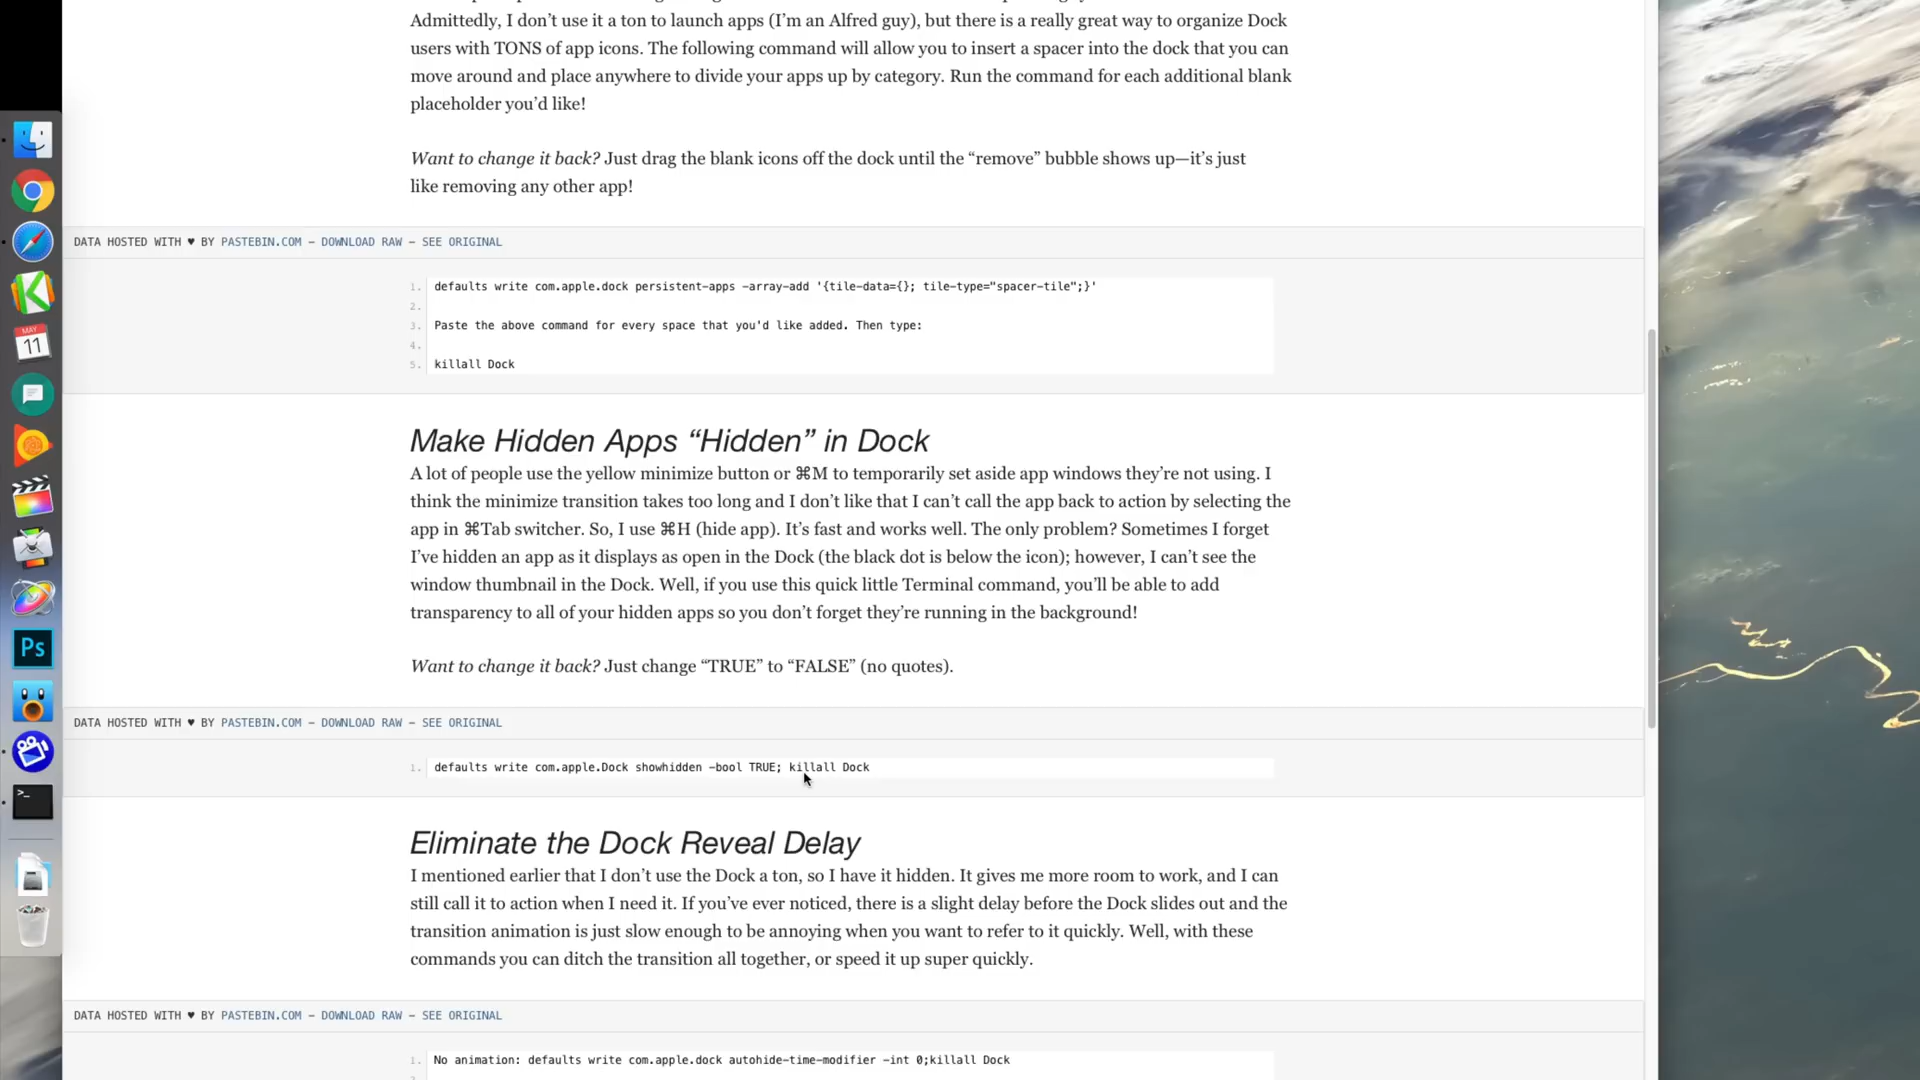 Admittedly, I don’t use it a ton to launch apps (I’m an Alfred guy), but there is a really great way to organize Dock
users with TONS of app icons. The following command will allow you to insert a spacer into the dock that you can
move around and place anywhere to divide your apps up by category. Run the command for each additional blank
placeholder you’d like!
Want to change it back? Just drag the blank icons off the dock until the “remove” bubble shows up—it’s just
like removing any other app!
DATA HOSTED WITH ♥ BY PASTEBIN.COM – DOWNLOAD RAW – SEE ORIGINAL
1. defaults write com.apple.dock persistent-apps -array-add '{tile-data={}; tile-type="spacer-tile";}'
2.
3. Paste the above command for every space that you'd like added. Then type:
4.
5. killall Dock
Make Hidden Apps “Hidden” in Dock
A lot of people use the yellow minimize button or ⌘M to temporarily set aside app windows they’re not using. I
think the minimize transition takes too long and I don’t like that I can’t call the app back to action by selecting the
app in ⌘Tab switcher. So, I use ⌘H (hide app). It’s fast and works well. The only problem? Sometimes I forget
I’ve hidden an app as it displays as open in the Dock (the black dot is below the icon); however, I can’t see the
window thumbnail in the Dock. Well, if you use this quick little Terminal command, you’ll be able to add
transparency to all of your hidden apps so you don’t forget they’re running in the background!
Want to change it back? Just change “TRUE” to “FALSE” (no quotes).
DATA HOSTED WITH ♥ BY PASTEBIN.COM – DOWNLOAD RAW – SEE ORIGINAL
1. defaults write com.apple.Dock showhidden -bool TRUE; killall Dock
Eliminate the Dock Reveal Delay
I mentioned earlier that I don’t use the Dock a ton, so I have it hidden. It gives me more room to work, and I can
still call it to action when I need it. If you’ve ever noticed, there is a slight delay before the Dock slides out and the
transition animation is just slow enough to be annoying when you want to refer to it quickly. Well, with these
commands you can ditch the transition all together, or speed it up super quickly.
DATA HOSTED WITH ♥ BY PASTEBIN.COM – DOWNLOAD RAW – SEE ORIGINAL
1. No animation: defaults write com.apple.dock autohide-time-modifier -int 0;killall Dock
MAY
11
Ps
>_